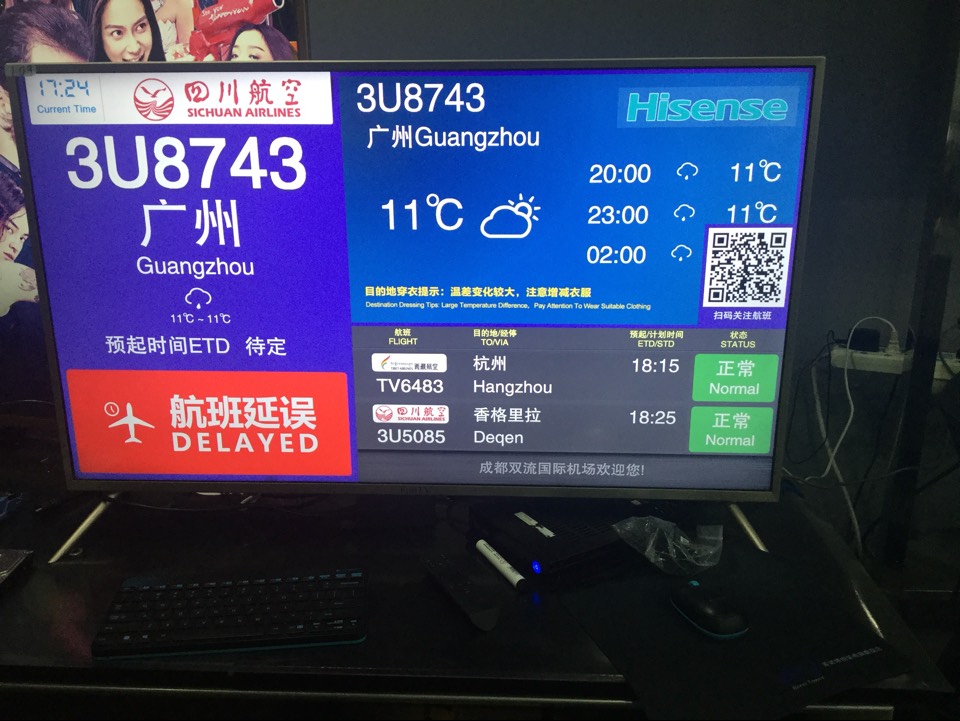 17:24
Current Time
四川航空
SICHUAN AIRLINES
3U8743
广州
Guangzhou
11℃ ~ 11℃
预起时间ETD 待定
航班延误
DELAYED
3U8743
广州Guangzhou
Hisense
11℃
20:00 11℃
23:00 11℃
02:00
目的地穿衣提示：温差变化较大，注意增减衣服
Destination Dressing Tips: Large Temperature Difference, Pay Attention To Wear Suitable Clothing
扫码关注航班
航班 目的地/经停 预起/计划时间 状态
FLIGHT TO/VIA ETD/STD STATUS
西藏航空
TIBET AIRLINES
TV6483
杭州
Hangzhou
18:15
正常
Normal
四川航空
SICHUAN AIRLINES
3U5085
香格里拉
Deqen
18:25
正常
Normal
成都双流国际机场欢迎您!